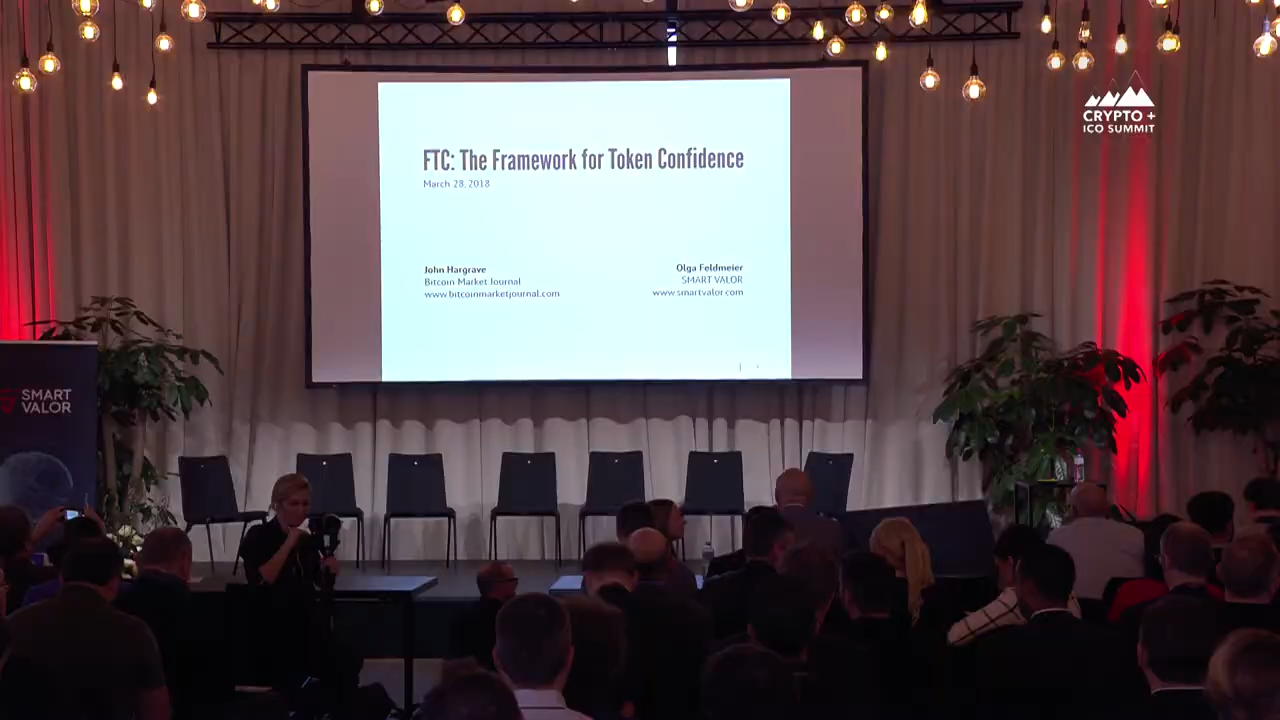 CRYPTO +
ICO SUMMIT
FTC: The Framework for Token Confidence
March 28, 2018
John Hargrave
Bitcoin Market Journal
www.bitcoinmarketjournal.com
Olga Feldmeier
SMART VALOR
www.smartvalor.com
SMART
VALOR